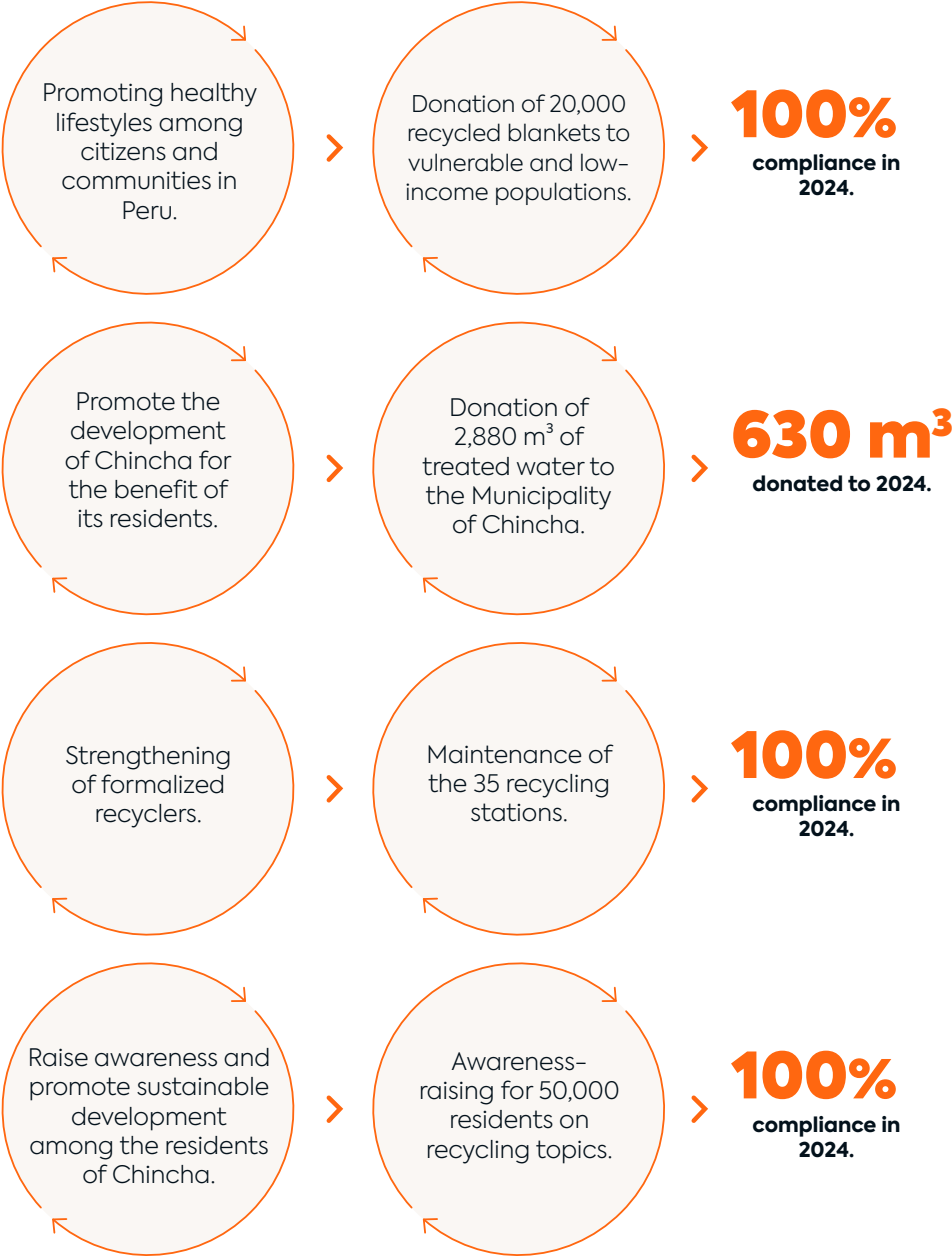 Promoting healthy
lifestyles among
citizens and
communities in
Peru.
Donation of 20,000
recycled blankets to
vulnerable and low-
income populations.
100%
compliance in
2024.
Promote the
development
of Chincha for
the benefit of
its residents.
Donation of
2,880 m³ of
treated water to
the Municipality
of Chincha.
630 m³
donated to 2024.
Strengthening
of formalized
recyclers.
Maintenance of
the 35 recycling
stations.
100%
compliance in
2024.
Raise awareness and
promote sustainable
development
among the residents
of Chincha.
Awareness-
raising for 50,000
residents on
recycling topics.
100%
compliance in
2024.